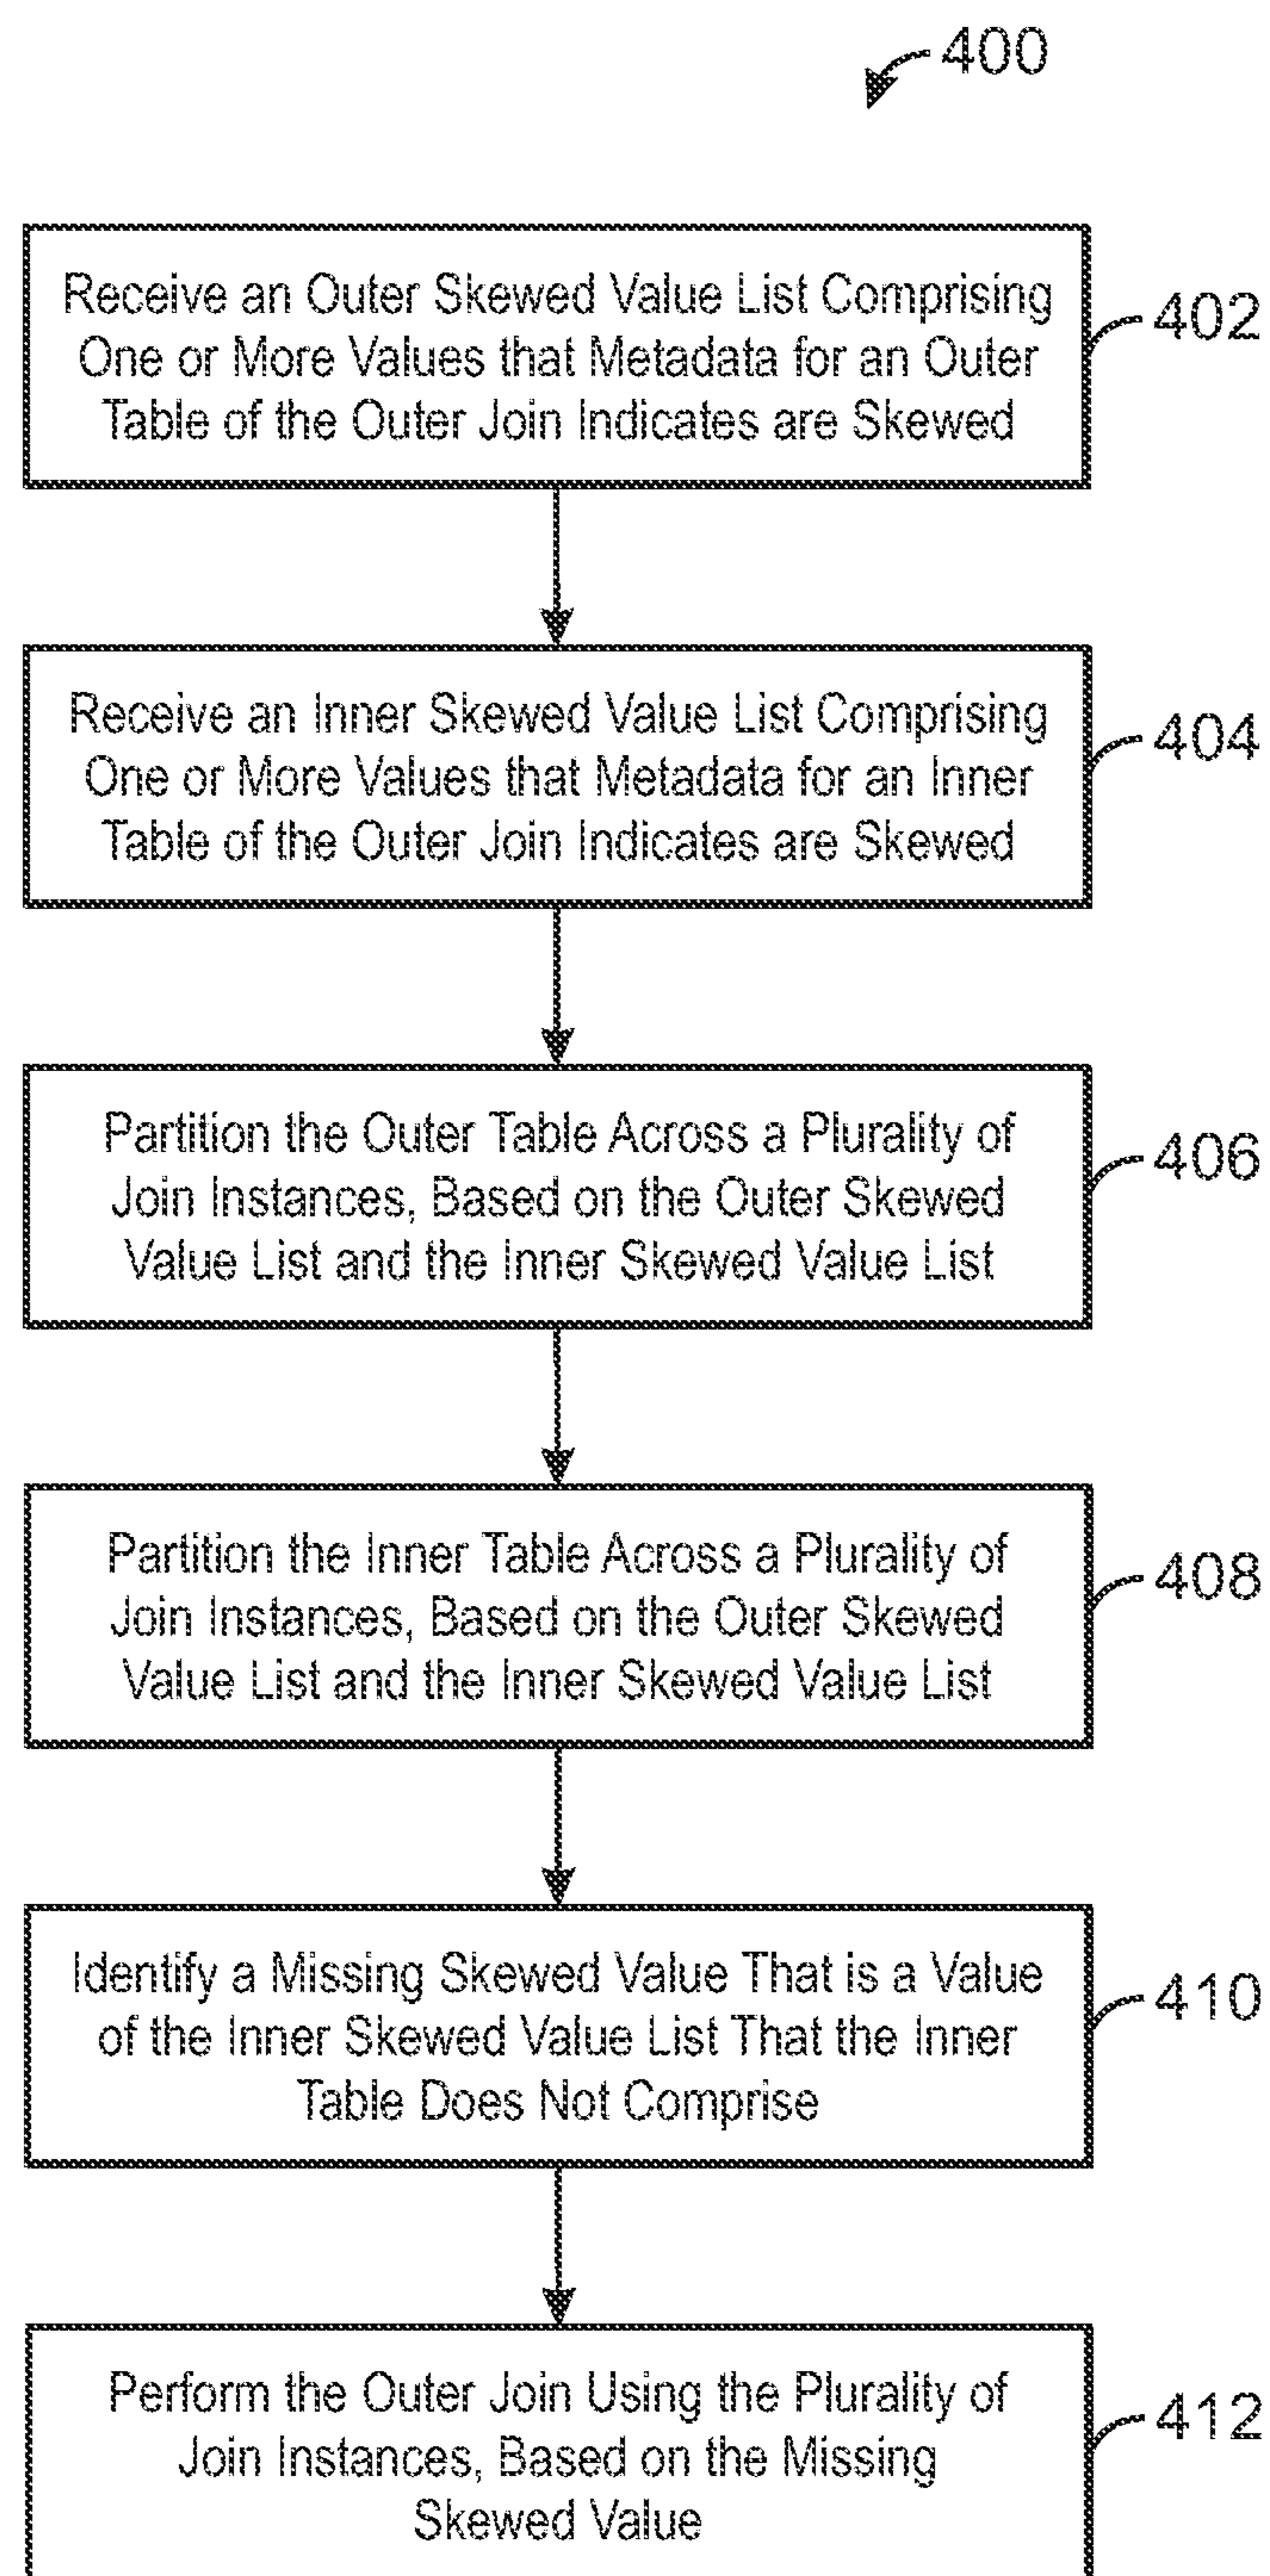 400
Receive an Outer Skewed Value List Comprising
One or More Values that Metadata for an Outer
Table of the Outer Join Indicates are Skewed
402
Receive an Inner Skewed Value List Comprising
One or More Values that Metadata for an Inner
Table of the Outer Join Indicates are Skewed
404
Partition the Outer Table Across a Plurality of
Join Instances, Based on the Outer Skewed
Value List and the Inner Skewed Value List
406
Partition the Inner Table Across a Plurality of
Join Instances, Based on the Outer Skewed
Value List and the Inner Skewed Value List
408
Identify a Missing Skewed Value That is a Value
of the Inner Skewed Value List That the Inner
Table Does Not Comprise
410
Perform the Outer Join Using the Plurality of
Join Instances, Based on the Missing
Skewed Value
412